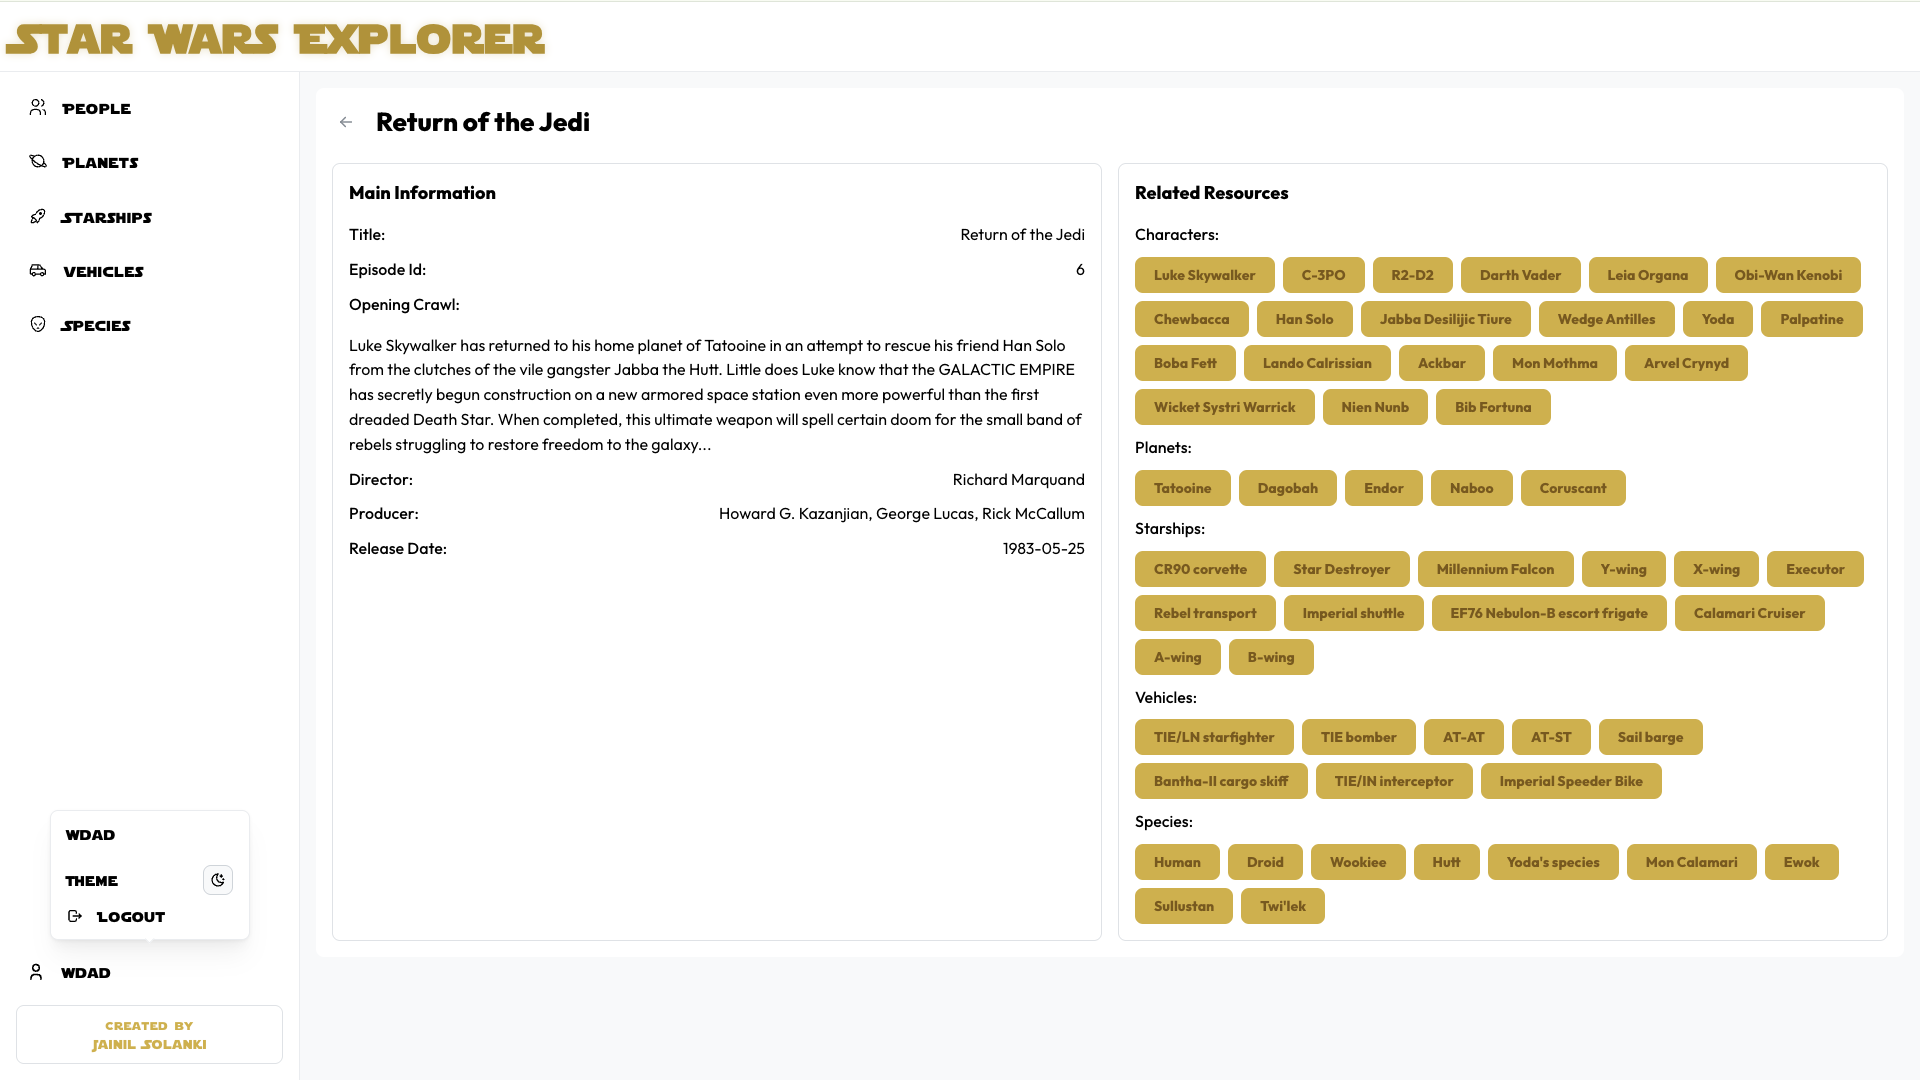 Star Wars Explorer
People
Planets
Starships
Vehicles
Species
Wdad
Theme
Logout
Wdad
Created by
Jainil Solanki
Return of the Jedi
Main Information
Title: Return of the Jedi
Episode Id: 6
Opening Crawl:
Luke Skywalker has returned to his home planet of Tatooine in an attempt to rescue his friend Han Solo
from the clutches of the vile gangster Jabba the Hutt. Little does Luke know that the GALACTIC EMPIRE
has secretly begun construction on a new armored space station even more powerful than the first
dreaded Death Star. When completed, this ultimate weapon will spell certain doom for the small band of
rebels struggling to restore freedom to the galaxy...
Director: Richard Marquand
Producer: Howard G. Kazanjian, George Lucas, Rick McCallum
Release Date: 1983-05-25
Related Resources
Characters:
Luke Skywalker C-3PO R2-D2 Darth Vader Leia Organa Obi-Wan Kenobi
Chewbacca Han Solo Jabba Desilijic Tiure Wedge Antilles Yoda Palpatine
Boba Fett Lando Calrissian Ackbar Mon Mothma Arvel Crynyd
Wicket Systri Warrick Nien Nunb Bib Fortuna
Planets:
Tatooine Dagobah Endor Naboo Coruscant
Starships:
CR90 corvette Star Destroyer Millennium Falcon Y-wing X-wing Executor
Rebel transport Imperial shuttle EF76 Nebulon-B escort frigate Calamari Cruiser
A-wing B-wing
Vehicles:
TIE/LN starfighter TIE bomber AT-AT AT-ST Sail barge
Bantha-II cargo skiff TIE/IN interceptor Imperial Speeder Bike
Species:
Human Droid Wookiee Hutt Yoda's species Mon Calamari Ewok
Sullustan Twi'lek